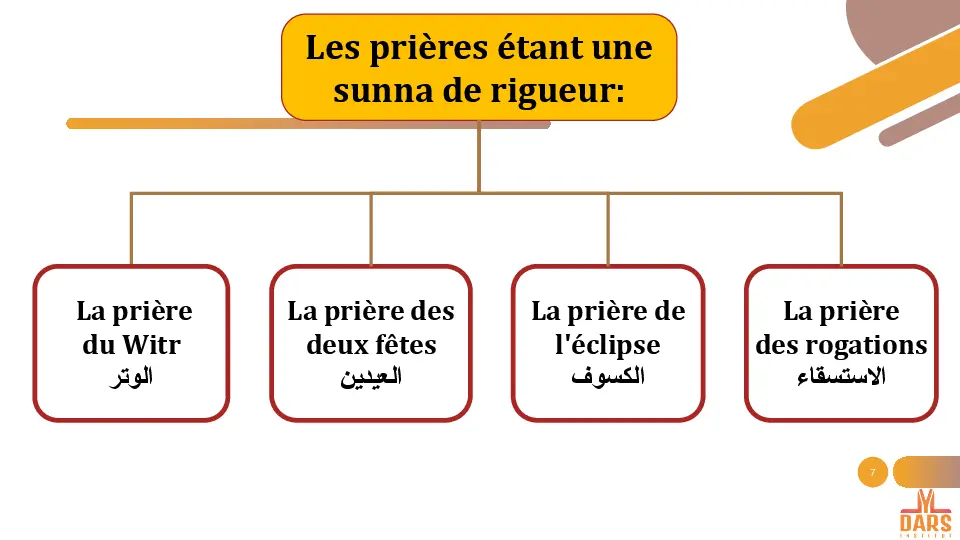 Les prières étant une
sunna de rigueur:
La prière
du Witr
الوتر
La prière des
deux fêtes
العيدين
La prière de
l'éclipse
الكسوف
La prière
des rogations
الاستسقاء
7
DARS
INSTITUT